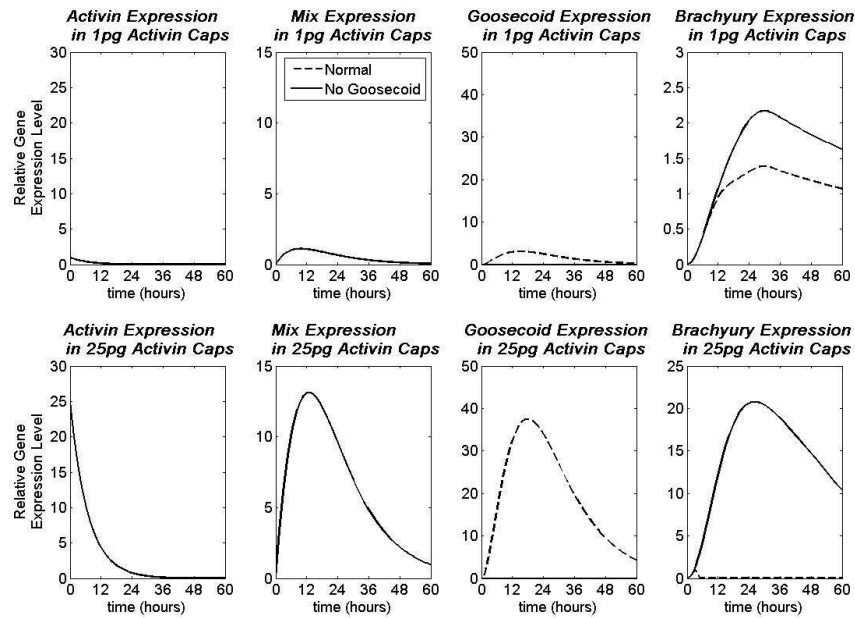 Activin Expression
in 1pg Activin Caps
Mix Expression
in 1pg Activin Caps
Goosecoid Expression
in 1pg Activin Caps
Brachyury Expression
in 1pg Activin Caps
Relative Gene
Expression Level
30
25
20
15
10
5
0
0 12 24 36 48 60
time (hours)
15
10
5
0
Normal
No Goosecoid
0 12 24 36 48 60
time (hours)
50
40
30
20
10
0
0 12 24 36 48 60
time (hours)
3
2
1
0
0 12 24 36 48 60
time (hours)
Activin Expression
in 25pg Activin Caps
Mix Expression
in 25pg Activin Caps
Goosecoid Expression
in 25pg Activin Caps
Brachyury Expression
in 25pg Activin Caps
Relative Gene
Expression Level
30
25
20
15
10
5
0
0 12 24 36 48 60
time (hours)
15
10
5
0
0 12 24 36 48 60
time (hours)
50
40
30
20
10
0
0 12 24 36 48 60
time (hours)
25
20
15
10
5
0
0 12 24 36 48 60
time (hours)